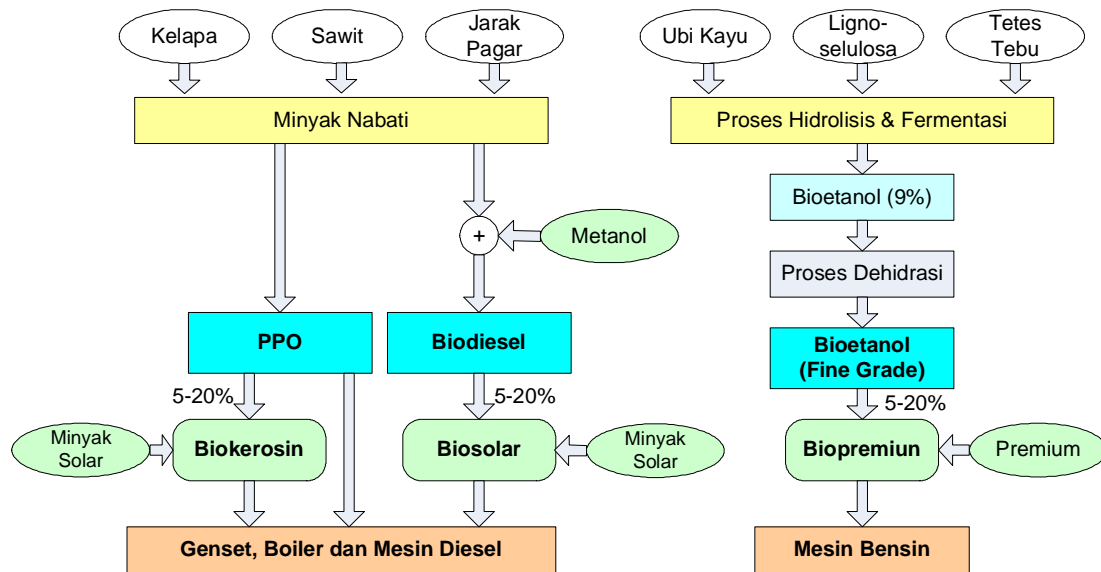 Kelapa
Sawit
Jarak
Pagar
Ubi Kayu
Ligno-
selulosa
Tetes
Tebu
Minyak Nabati
Proses Hidrolisis & Fermentasi
Bioetanol (9%)
+
Metanol
Proses Dehidrasi
PPO
Biodiesel
Bioetanol
(Fine Grade)
5-20%
5-20%
5-20%
Minyak
Solar
Biokerosin
Biosolar
Minyak
Solar
Biopremiun
Premium
Genset, Boiler dan Mesin Diesel
Mesin Bensin